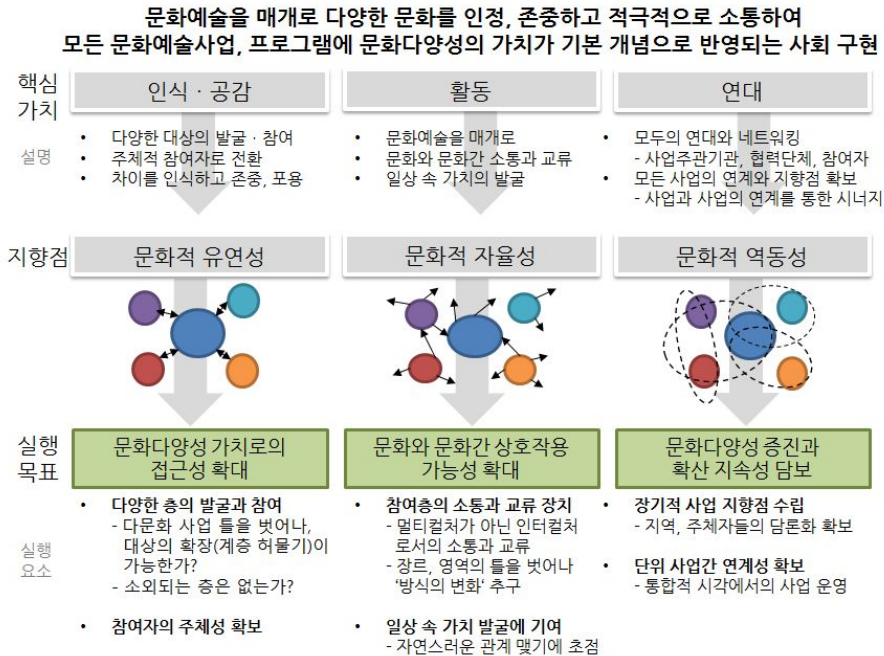 문화예술을 매개로 다양한 문화를 인정, 존중하고 적극적으로 소통하여
모든 문화예술사업, 프로그램에 문화다양성의 가치가 기본 개념으로 반영되는 사회 구현
핵심
가치
인식 · 공감
활동
연대
설명
• 다양한 대상의 발굴 · 참여
• 주체적 참여자로 전환
• 차이를 인식하고 존중, 포용
• 문화예술을 매개로
• 문화와 문화간 소통과 교류
• 일상 속 가치의 발굴
• 모두의 연대와 네트워킹
- 사업주관기관, 협력단체, 참여자
• 모든 사업의 연계와 지향점 확보
- 사업과 사업의 연계를 통한 시너지
지향점
문화적 유연성
문화적 자율성
문화적 역동성
실행
목표
문화다양성 가치로의
접근성 확대
문화와 문화간 상호작용
가능성 확대
문화다양성 증진과
확산 지속성 담보
실행
요소
• 다양한 층의 발굴과 참여
- 다문화 사업 틀을 벗어나,
대상의 확장(계층 허물기)이
가능한가?
- 소외되는 층은 없는가?
• 참여자의 주체성 확보
• 참여층의 소통과 교류 장치
- 멀티컬처가 아닌 인터컬처
로서의 소통과 교류
- 장르, 영역의 틀을 벗어나
‘방식의 변화‘ 추구
• 일상 속 가치 발굴에 기여
- 자연스러운 관계 맺기에 초점
• 장기적 사업 지향점 수립
- 지역, 주체자들의 담론화 확보
• 단위 사업간 연계성 확보
- 통합적 시각에서의 사업 운영